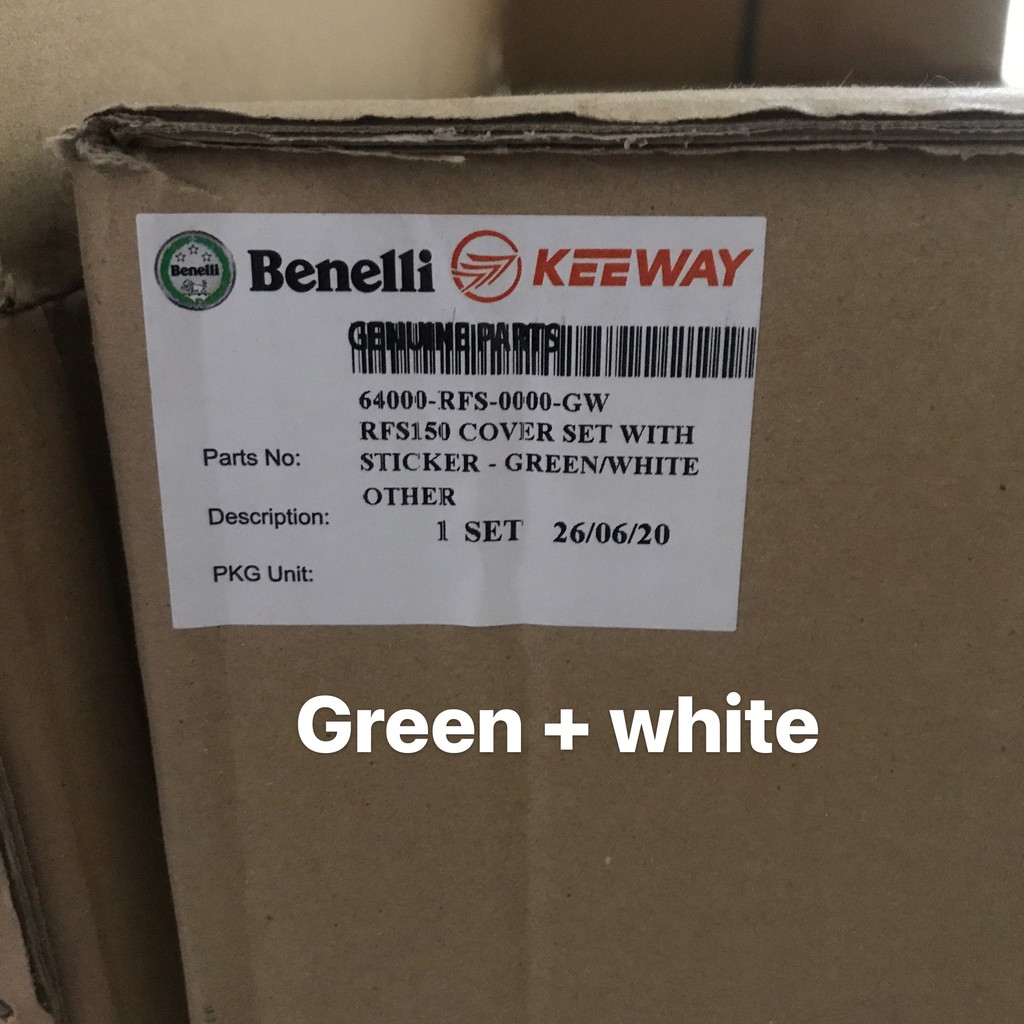 Benelli
Benelli
KEEWAY
GENUINE PARTS
64000-RFS-0000-GW
RFS150 COVER SET WITH
Parts No:
STICKER - GREEN/WHITE
OTHER
Description:
1 SET 26/06/20
PKG Unit:
Green + white